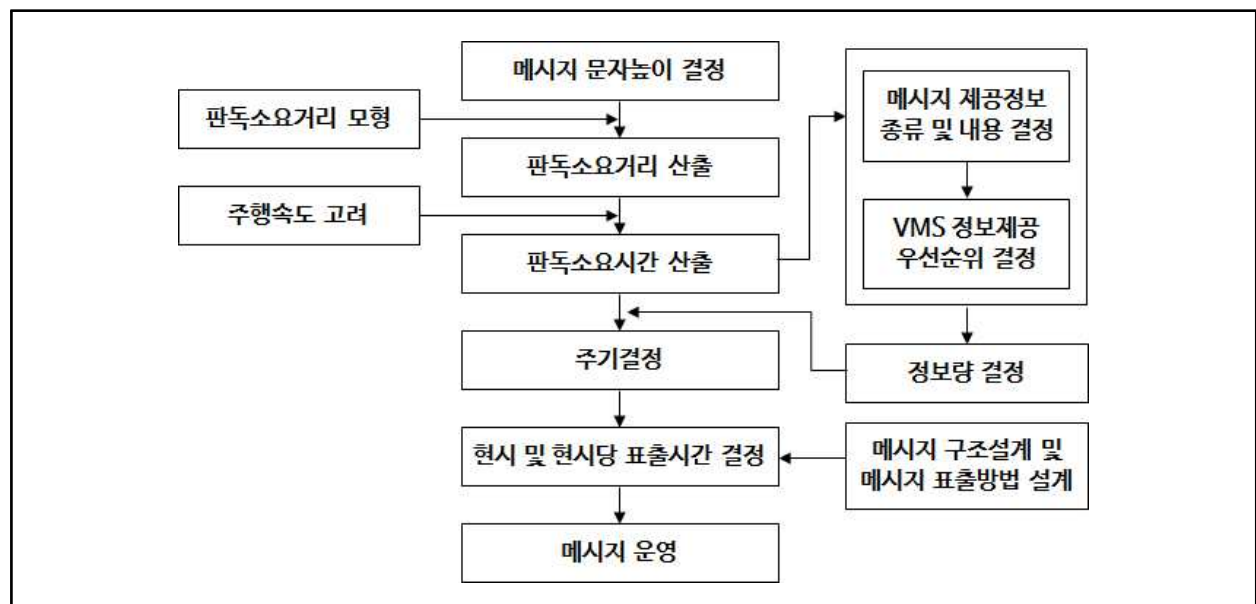 메시지 문자높이 결정
판독소요거리 모형
판독소요거리 산출
주행속도 고려
판독소요시간 산출
메시지 제공정보
종류 및 내용 결정
VMS 정보제공
우선순위 결정
정보량 결정
주기결정
현시 및 현시당 표출시간 결정
메시지 구조설계 및
메시지 표출방법 설계
메시지 운영